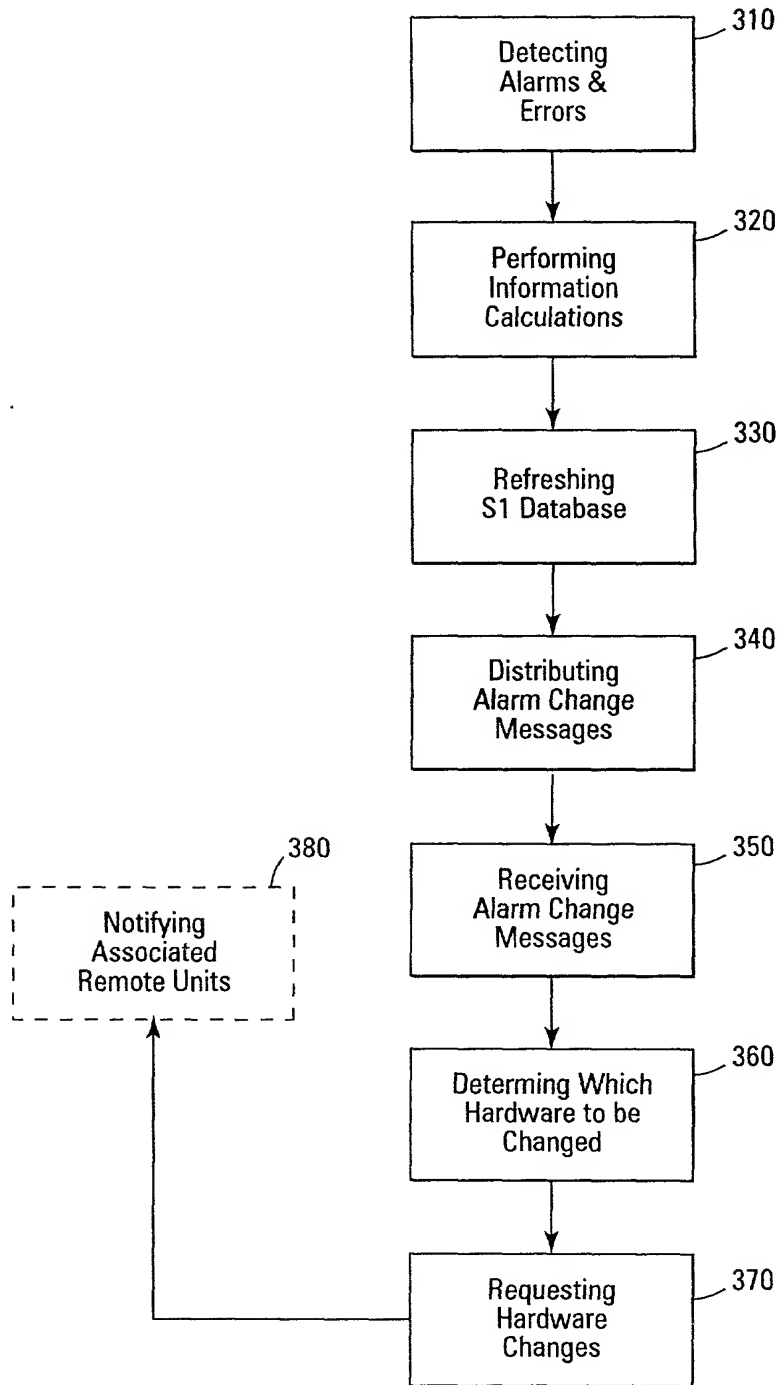 310
Detecting
Alarms &
Errors
320
Performing
Information
Calculations
330
Refreshing
S1 Database
340
Distributing
Alarm Change
Messages
350
Receiving
Alarm Change
Messages
380
Notifying
Associated
Remote Units
360
Determing Which
Hardware to be
Changed
370
Requesting
Hardware
Changes